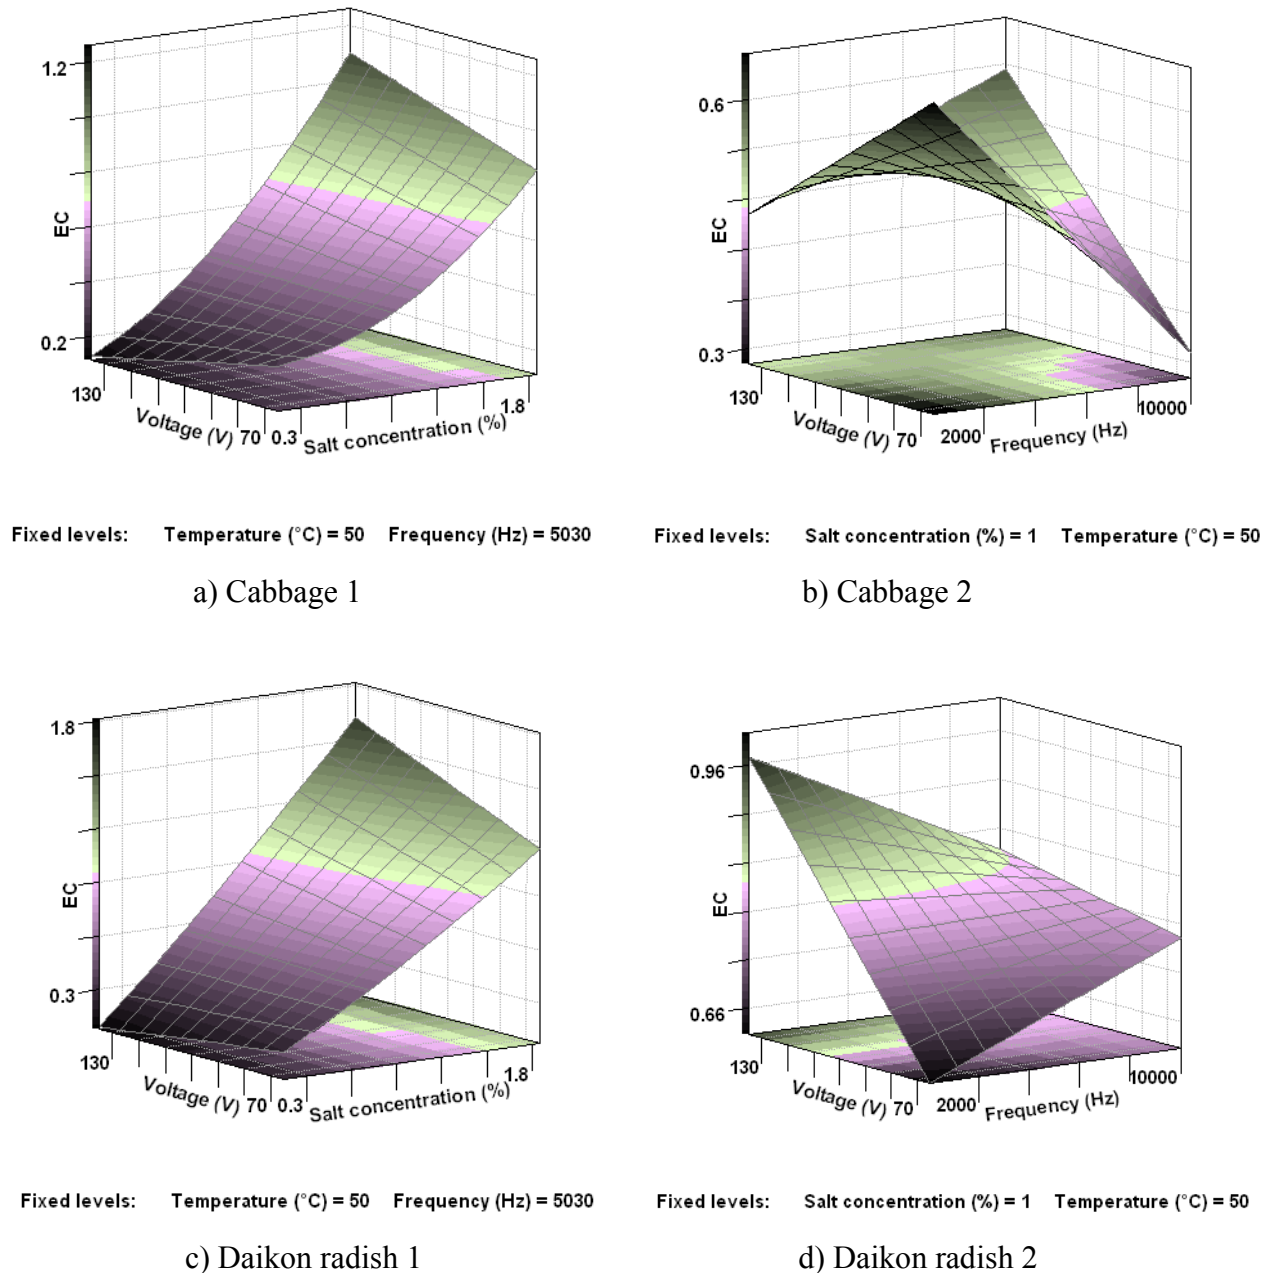 1.2
0.6
EC
EC
0.2
0.3
130
Voltage (V)
70
0.3
Salt concentration (%)
1.8
130
Voltage (V)
70
2000
Frequency (Hz)
10000
Fixed levels: Temperature (°C) = 50 Frequency (Hz) = 5030
Fixed levels: Salt concentration (%) = 1 Temperature (°C) = 50
a) Cabbage 1
b) Cabbage 2
1.8
0.96
EC
EC
0.3
0.66
130
Voltage (V)
70
0.3
Salt concentration (%)
1.8
130
Voltage (V)
70
2000
Frequency (Hz)
10000
Fixed levels: Temperature (°C) = 50 Frequency (Hz) = 5030
Fixed levels: Salt concentration (%) = 1 Temperature (°C) = 50
c) Daikon radish 1
d) Daikon radish 2